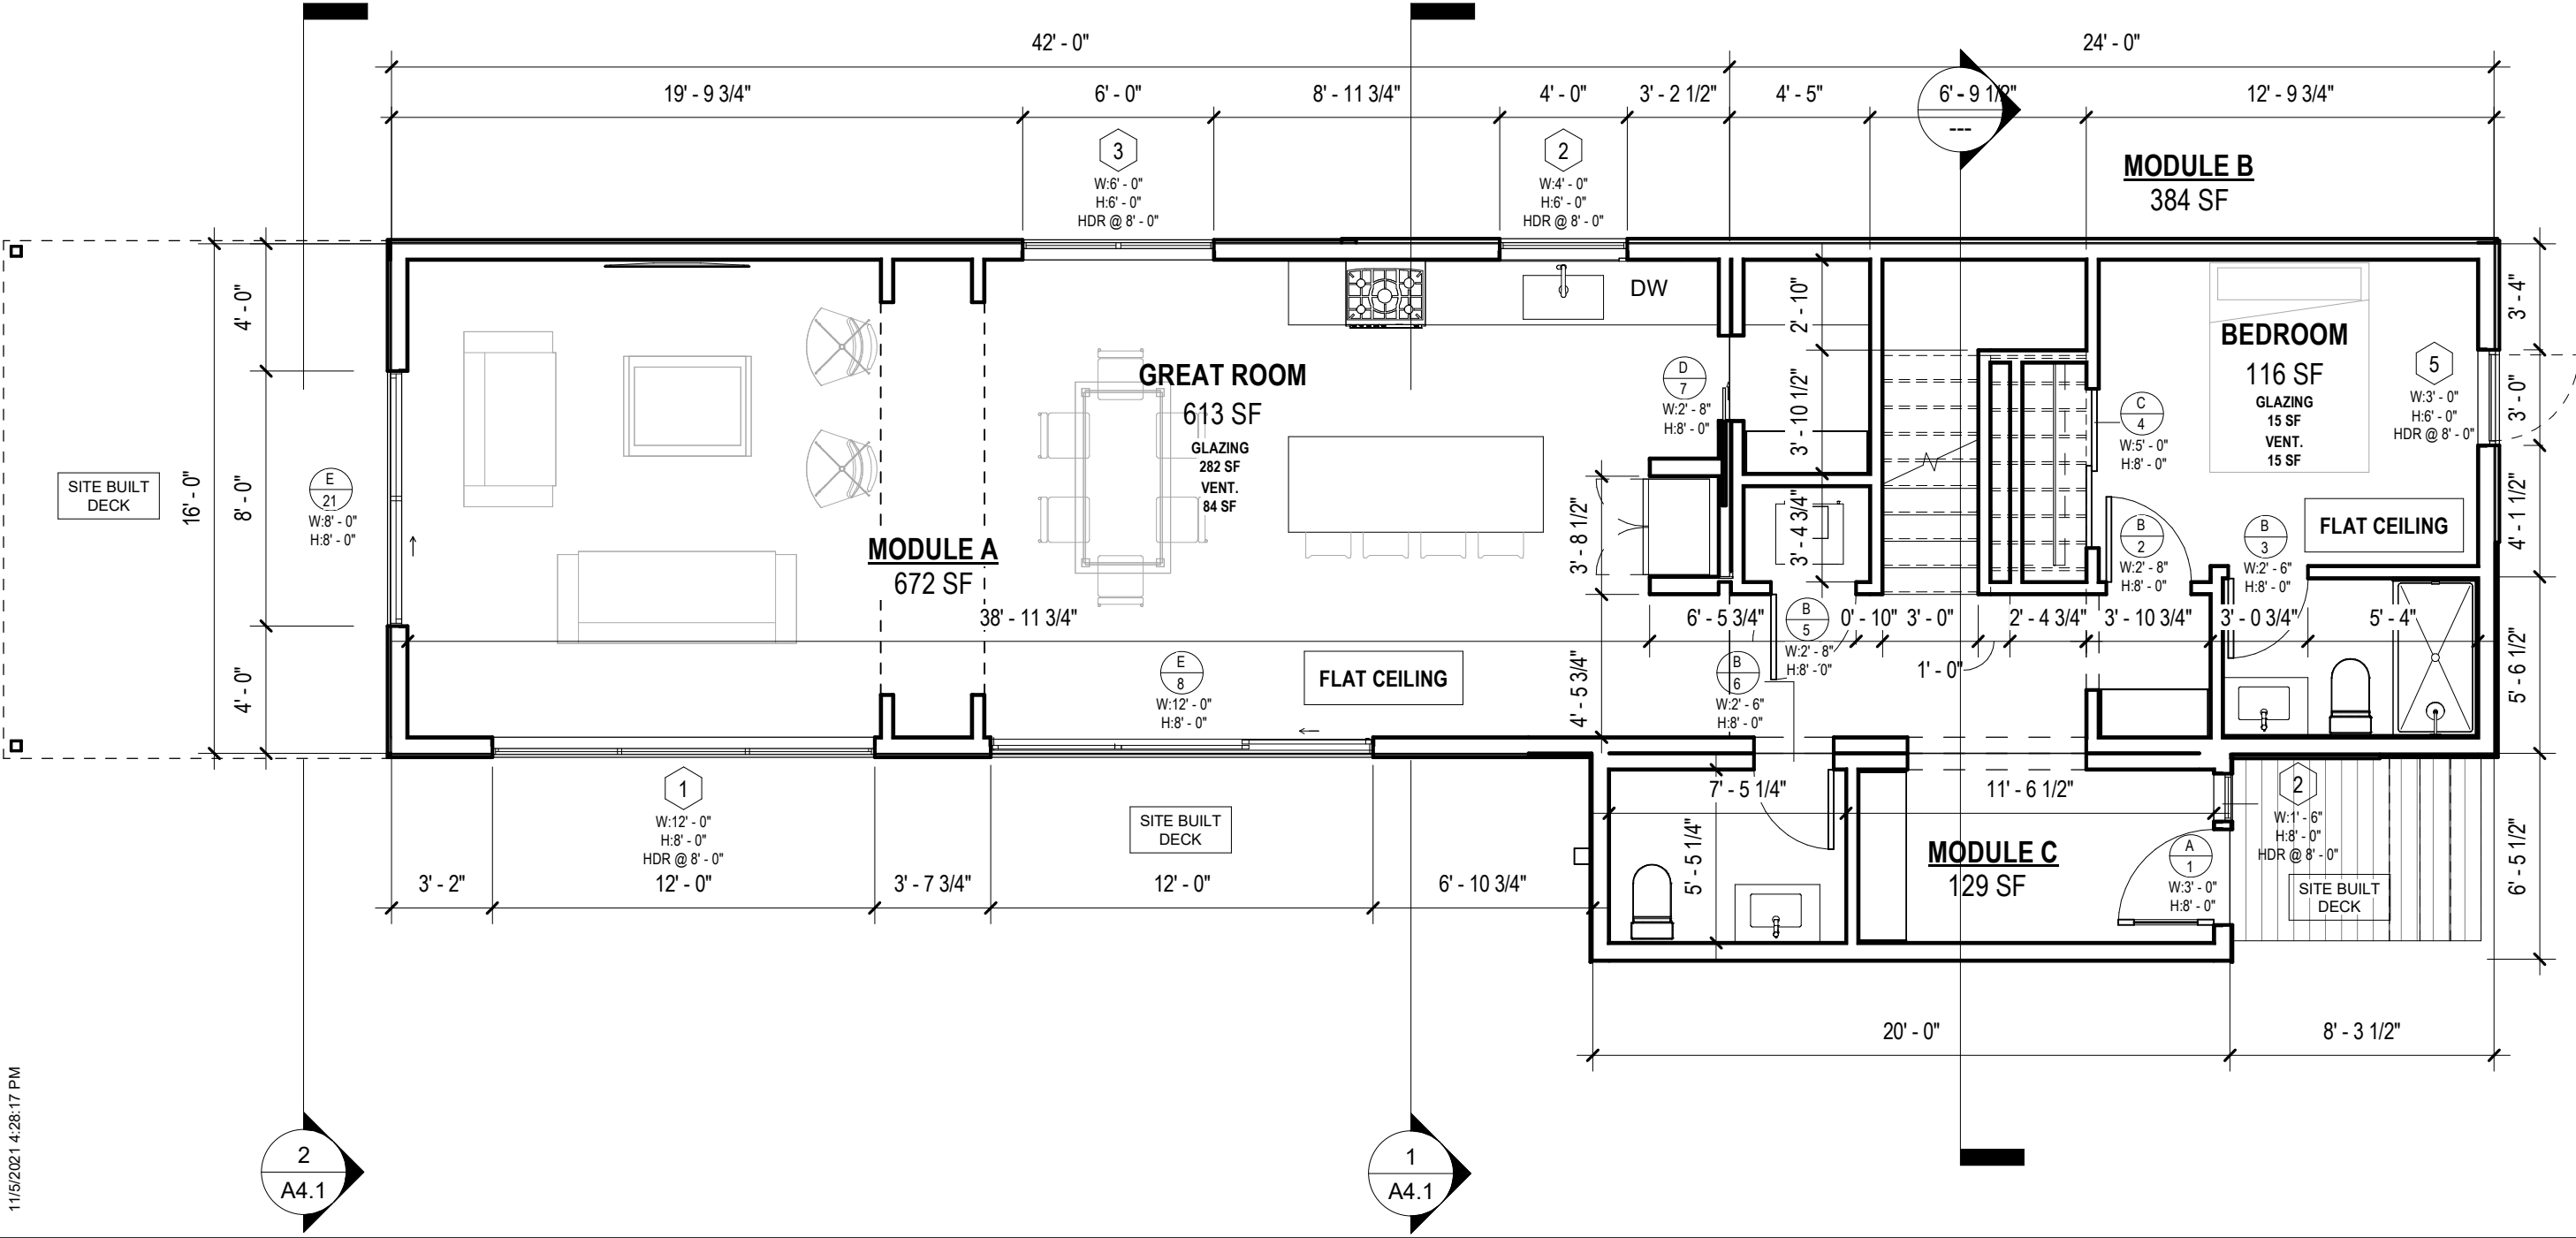 42' - 0"
24' - 0"
19' - 9 3/4"
6' - 0"
8' - 11 3/4"
4' - 0"
3' - 2 1/2"
4' - 5"
6' - 9 1/2"
12' - 9 3/4"
---
3
W:6' - 0"
H:6' - 0"
HDR @ 8' - 0"
2
W:4' - 0"
H:6' - 0"
HDR @ 8' - 0"
MODULE B
384 SF
4' - 0"
8' - 0"
4' - 0"
16' - 0"
SITE BUILT
DECK
E
21
W:8' - 0"
H:8' - 0"
GREAT ROOM
613 SF
GLAZING
282 SF
VENT.
84 SF
MODULE A
672 SF
DW
D
7
W:2' - 8"
H:8' - 0"
2' - 10"
3' - 10 1/2"
3' - 4 3/4"
3' - 8 1/2"
4' - 5 3/4"
BEDROOM
116 SF
GLAZING
15 SF
VENT.
15 SF
5
W:3' - 0"
H:6' - 0"
HDR @ 8' - 0"
C
4
W:5' - 0"
H:8' - 0"
B
2
W:2' - 8"
H:8' - 0"
B
3
W:2' - 6"
H:8' - 0"
FLAT CEILING
3' - 4"
3' - 0"
4' - 1 1/2"
5' - 6 1/2"
6' - 5 1/2"
38' - 11 3/4"
6' - 5 3/4"
0' - 10"
3' - 0"
2' - 4 3/4"
3' - 10 3/4"
3' - 0 3/4"
5' - 4"
1' - 0"
B
5
W:2' - 8"
H:8' - 0"
B
6
W:2' - 6"
H:8' - 0"
E
8
W:12' - 0"
H:8' - 0"
FLAT CEILING
1
W:12' - 0"
H:8' - 0"
HDR @ 8' - 0"
SITE BUILT
DECK
3' - 2"
12' - 0"
3' - 7 3/4"
12' - 0"
6' - 10 3/4"
7' - 5 1/4"
11' - 6 1/2"
5' - 5 1/4"
MODULE C
129 SF
A
1
W:3' - 0"
H:8' - 0"
2
W:1' - 6"
H:8' - 0"
HDR @ 8' - 0"
SITE BUILT
DECK
20' - 0"
8' - 3 1/2"
2
A4.1
1
A4.1
11/5/2021 4:28:17 PM